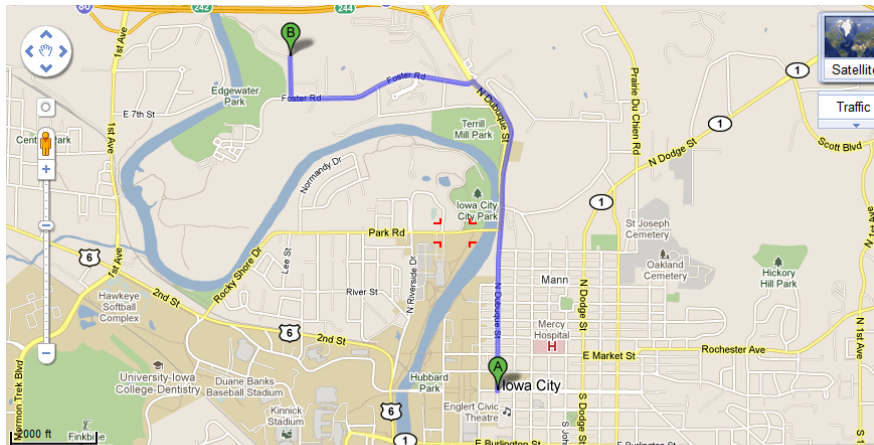 80
242
244
1st Ave
B
1
Satellite
Edgewater
Park
Foster Rd
Foster Rd
N Dubuque St
Prairie Du Chien Rd
Traffic
E 7th St
Terrill
Mill Park
1
N Dodge St
Scott Blvd
1st Ave
Normandy Dr
Iowa City
City Park
1
St Joseph
Cemetery
Park Rd
6
1st Ave
Rocky Shore Dr
Lee St
N Riverside Dr
Oakland
Cemetery
Hickory
Hill Park
Mann
2nd St
Hawkeye
Softball
Complex
River St
N Dubuque St
N Dodge St
Mercy
Hospital
H
6
2nd St
E Market St
Rochester Ave
N 1st Ave
A
Iowa City
University-Iowa
College-Dentistry
Duane Banks
Baseball Stadium
Hubbard
Park
Mormon Trek Blvd
Kinnick
Stadium
6
Englert Civic
Theatre
S Dodge St
2000 ft
1
E Burlington St